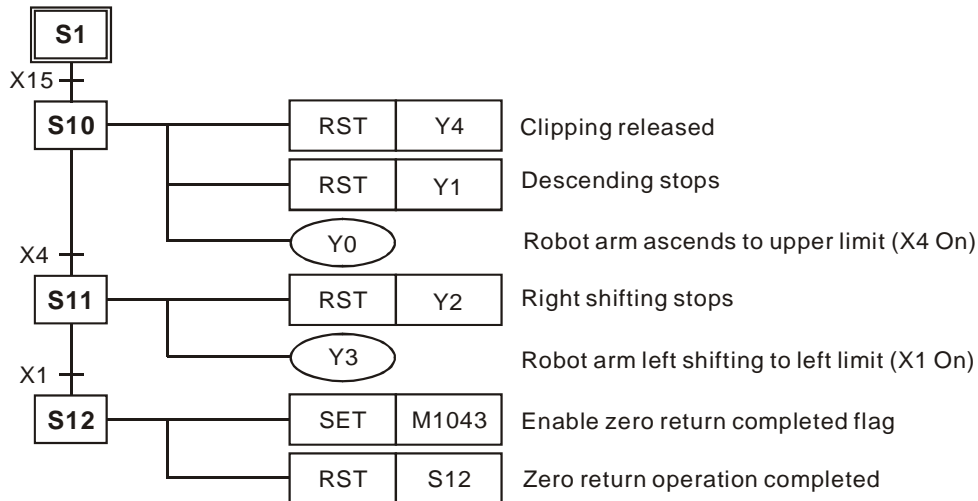 S1
X15
S10 RST Y4 Clipping released
RST Y1 Descending stops
Y0 Robot arm ascends to upper limit (X4 On)
X4
S11 RST Y2 Right shifting stops
Y3 Robot arm left shifting to left limit (X1 On)
X1
S12 SET M1043 Enable zero return completed flag
RST S12 Zero return operation completed